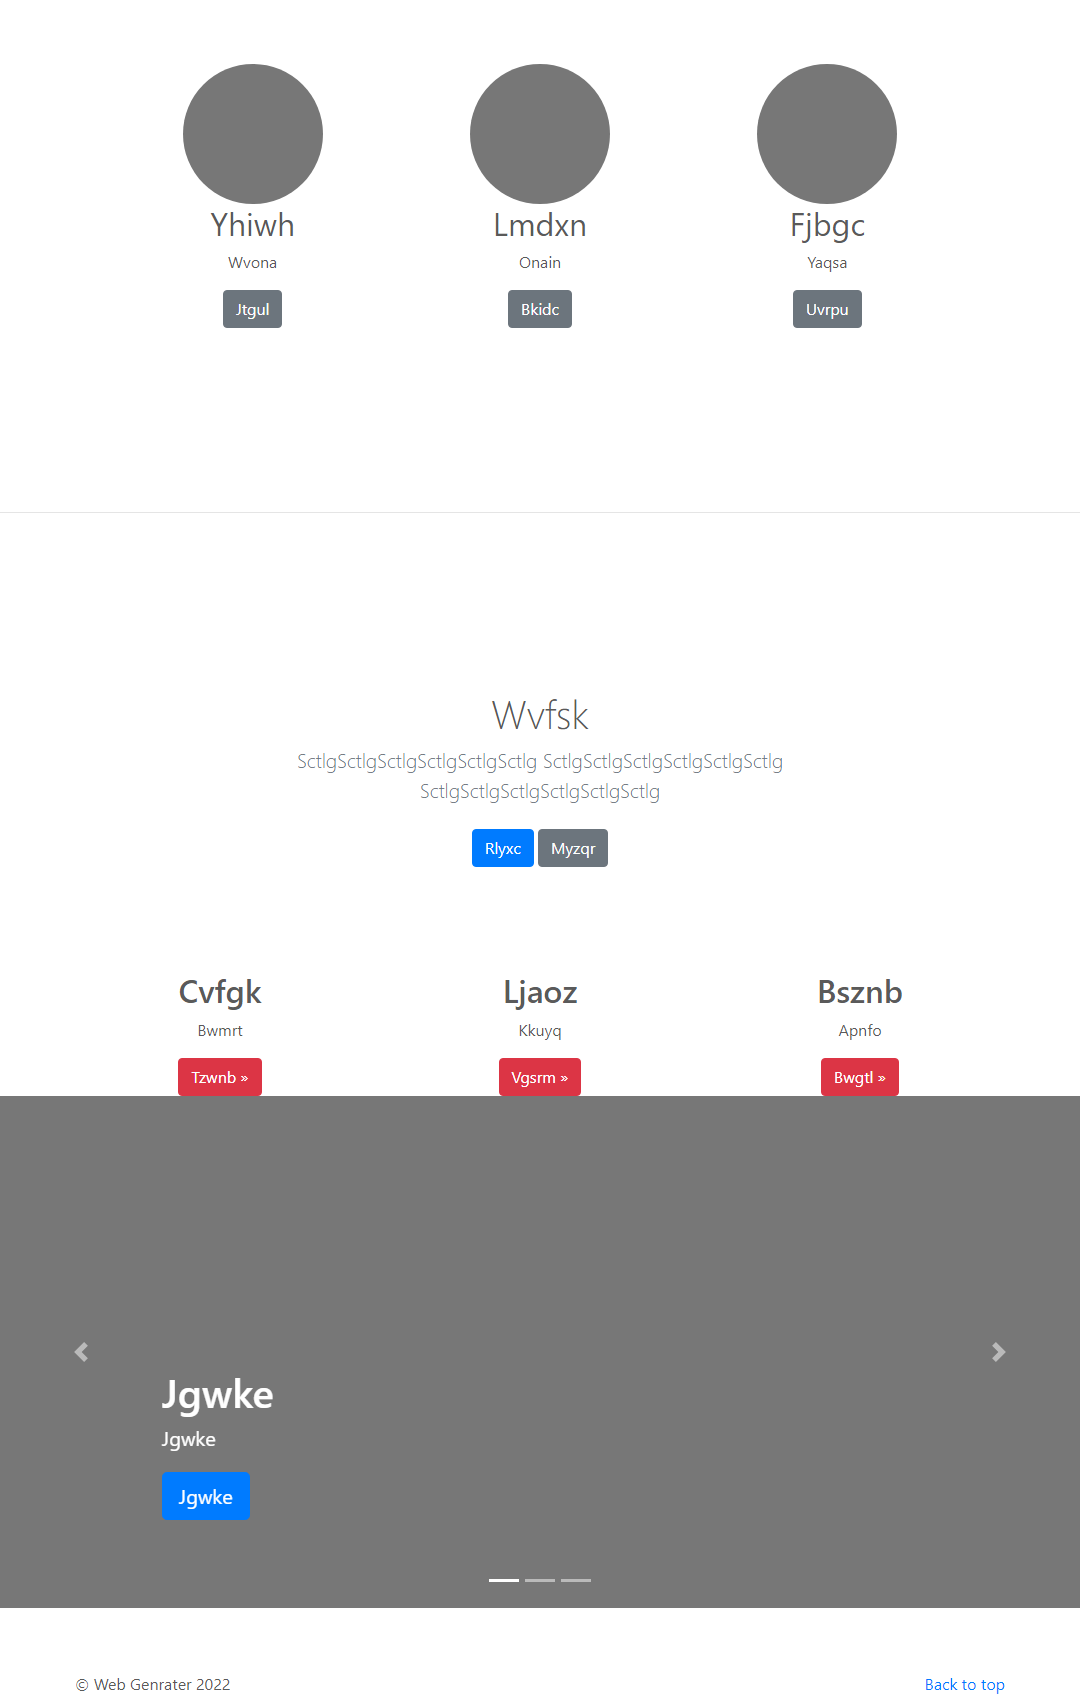 Yhiwh Lmdxn Fjbgc
Wvona Onain Yaqsa
Jtgul Bkidc Uvrpu
Wvfsk
SctlgSctlgSctlgSctlgSctlgSctlg SctlgSctlgSctlgSctlgSctlgSctlg
SctlgSctlgSctlgSctlgSctlgSctlg
Rlyxc Myzqr
Cvfgk Ljaoz Bsznb
Bwmrt Kkuyq Apnfo
Tzwnb » Vgsrm » Bwgtl »
Jgwke
Jgwke
Jgwke
© Web Genrater 2022 Back to top